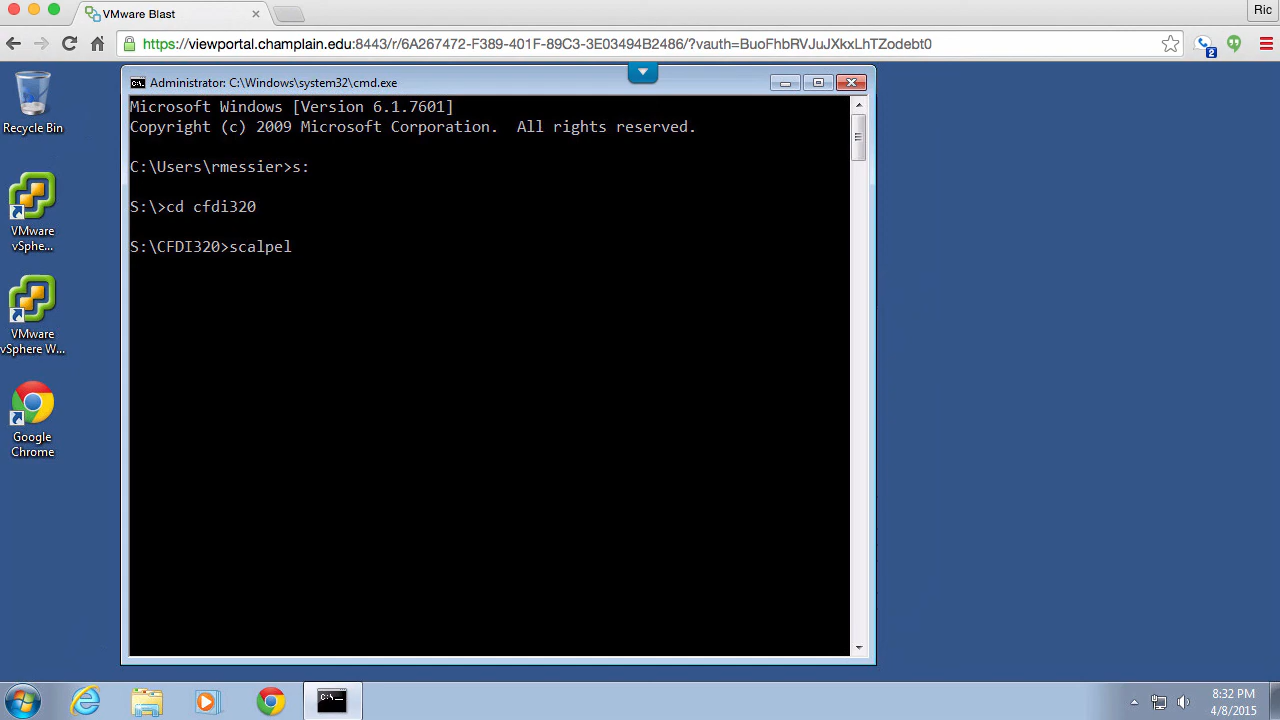 VMware Blast
Ric
https://viewportal.champlain.edu:8443/r/6A267472-F389-401F-89C3-3E03494B2486/?vauth=BuoFhbRVJuJXkxLhTZodebt0
2
Administrator: C:\Windows\system32\cmd.exe
Microsoft Windows [Version 6.1.7601]
Copyright (c) 2009 Microsoft Corporation.  All rights reserved.
C:\Users\rmessier>s:
S:\>cd cfdi320
S:\CFDI320>scalpel
Recycle Bin
VMware
vSphe...
VMware
vSphere W...
Google
Chrome
C:\_
8:32 PM
4/8/2015